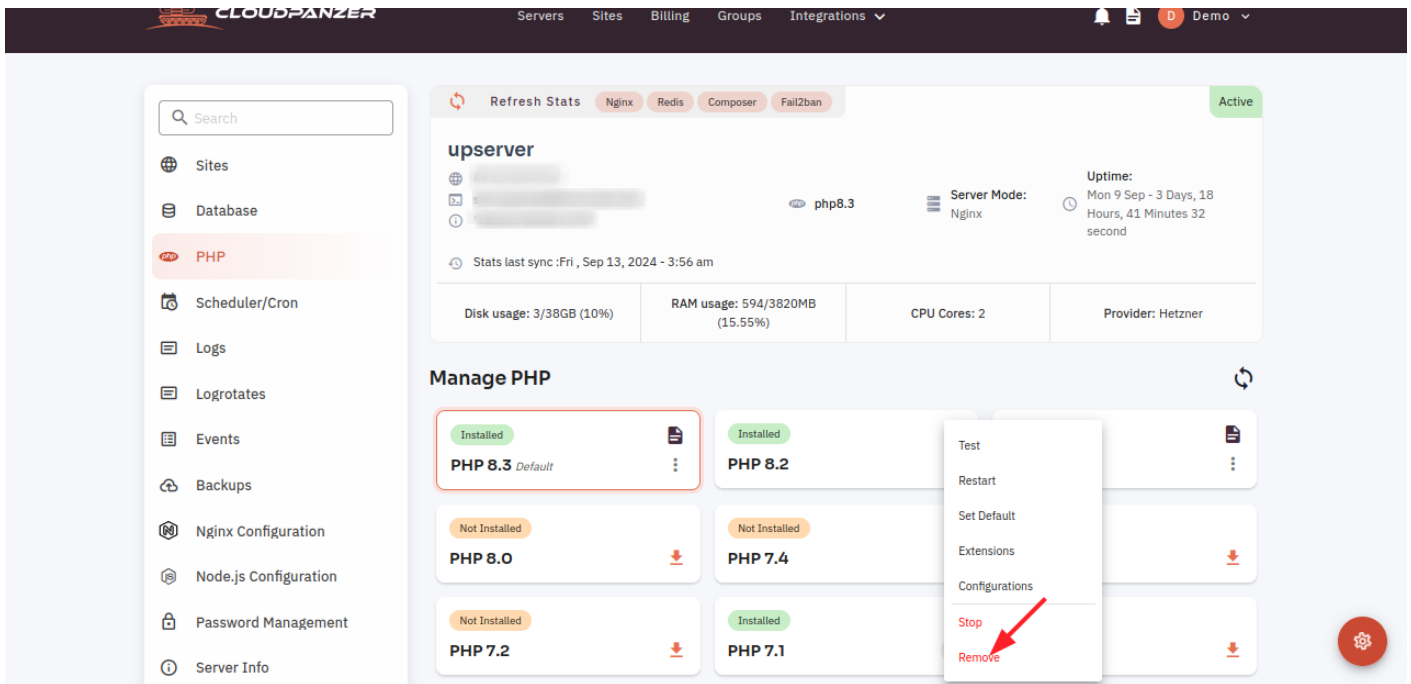 CLOUDPANZER
Servers Sites Billing Groups Integrations
D Demo
Search
Sites
Database
php PHP
Scheduler/Cron
Logs
Logrotates
Events
Backups
Nginx Configuration
Node.js Configuration
Password Management
Server Info
Refresh Stats Nginx Redis Composer Fail2ban
Active
upserver
php php8.3
Server Mode:
Nginx
Uptime:
Mon 9 Sep - 3 Days, 18
Hours, 41 Minutes 32
second
Stats last sync :Fri , Sep 13, 2024 - 3:56 am
Disk usage: 3/38GB (10%)
RAM usage: 594/3820MB
(15.55%)
CPU Cores: 2
Provider: Hetzner
Manage PHP
Installed
PHP 8.3 Default
Installed
PHP 8.2
Not Installed
PHP 8.0
Not Installed
PHP 7.4
Not Installed
PHP 7.2
Installed
PHP 7.1
Test
Restart
Set Default
Extensions
Configurations
Stop
Remove